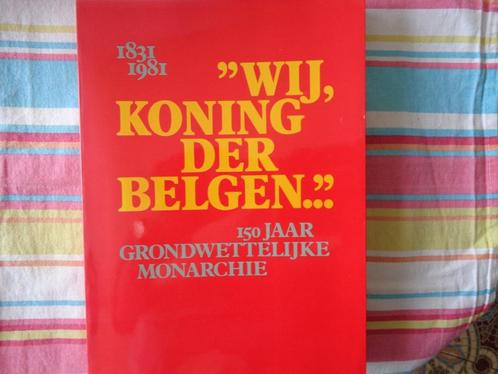 1831
1981
”WIJ,
KONING
DER
BELGEN...”
150 JAAR
GRONDWETTELIJKE
MONARCHIE